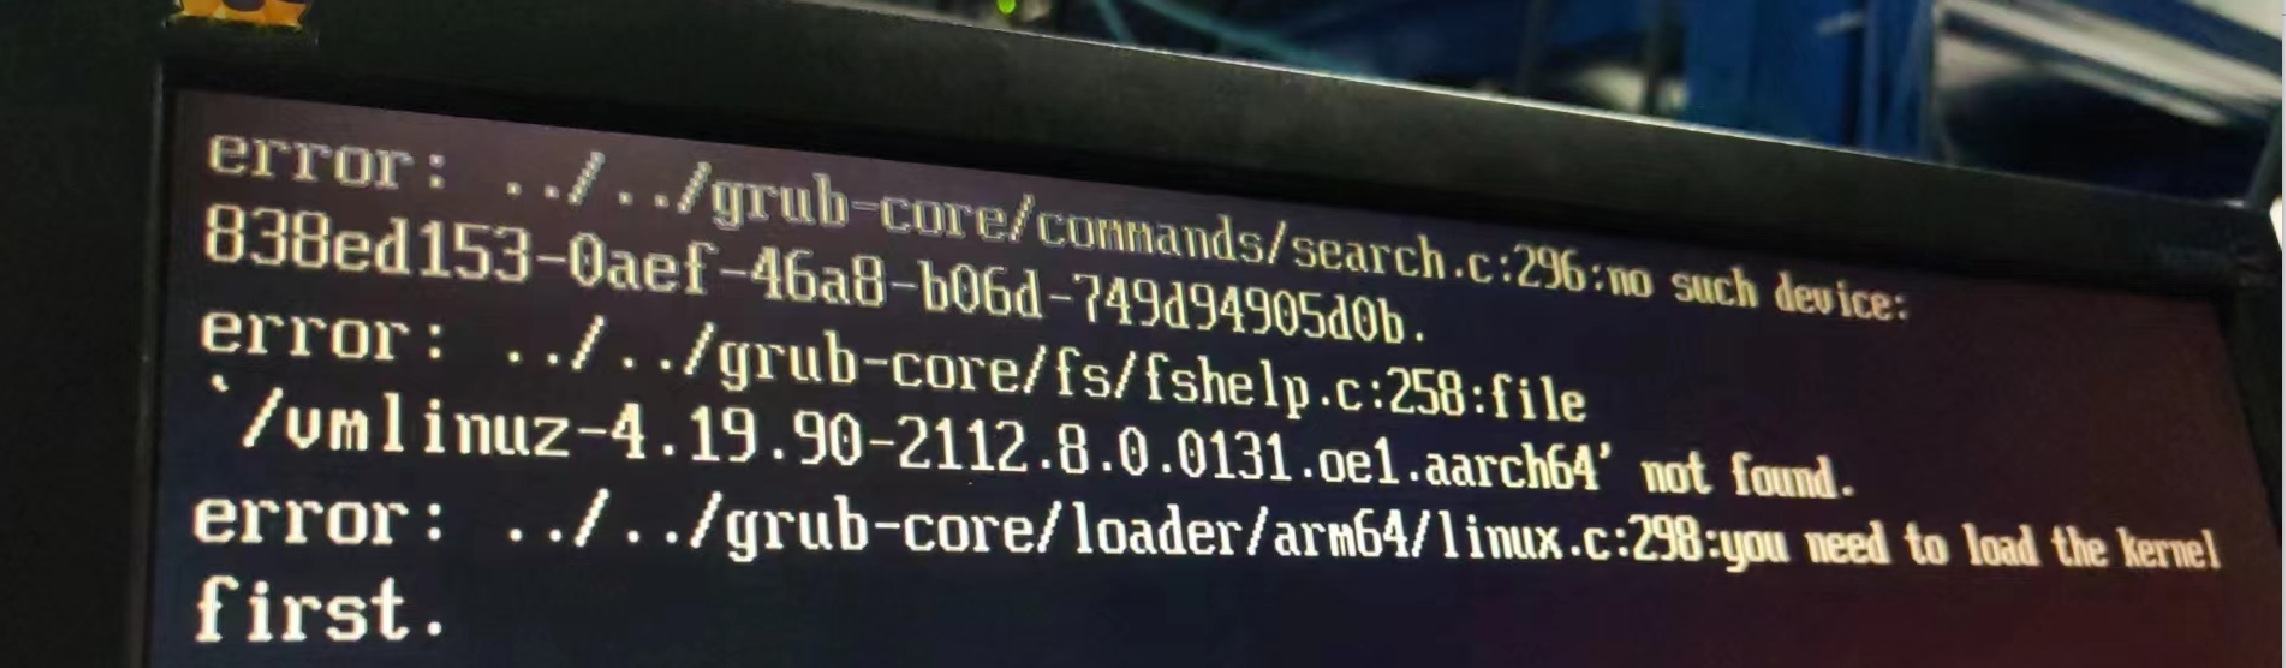 error: ../../grub-core/commands/search.c:296:no such device:
838ed153-0aef-46a8-b06d-749d94905d0b.
error: ../../grub-core/fs/fshelp.c:258:file
`/vmlinuz-4.19.90-2112.8.0.0131.oe1.aarch64' not found.
error: ../../grub-core/loader/arm64/linux.c:298:you need to load the kernel
first.